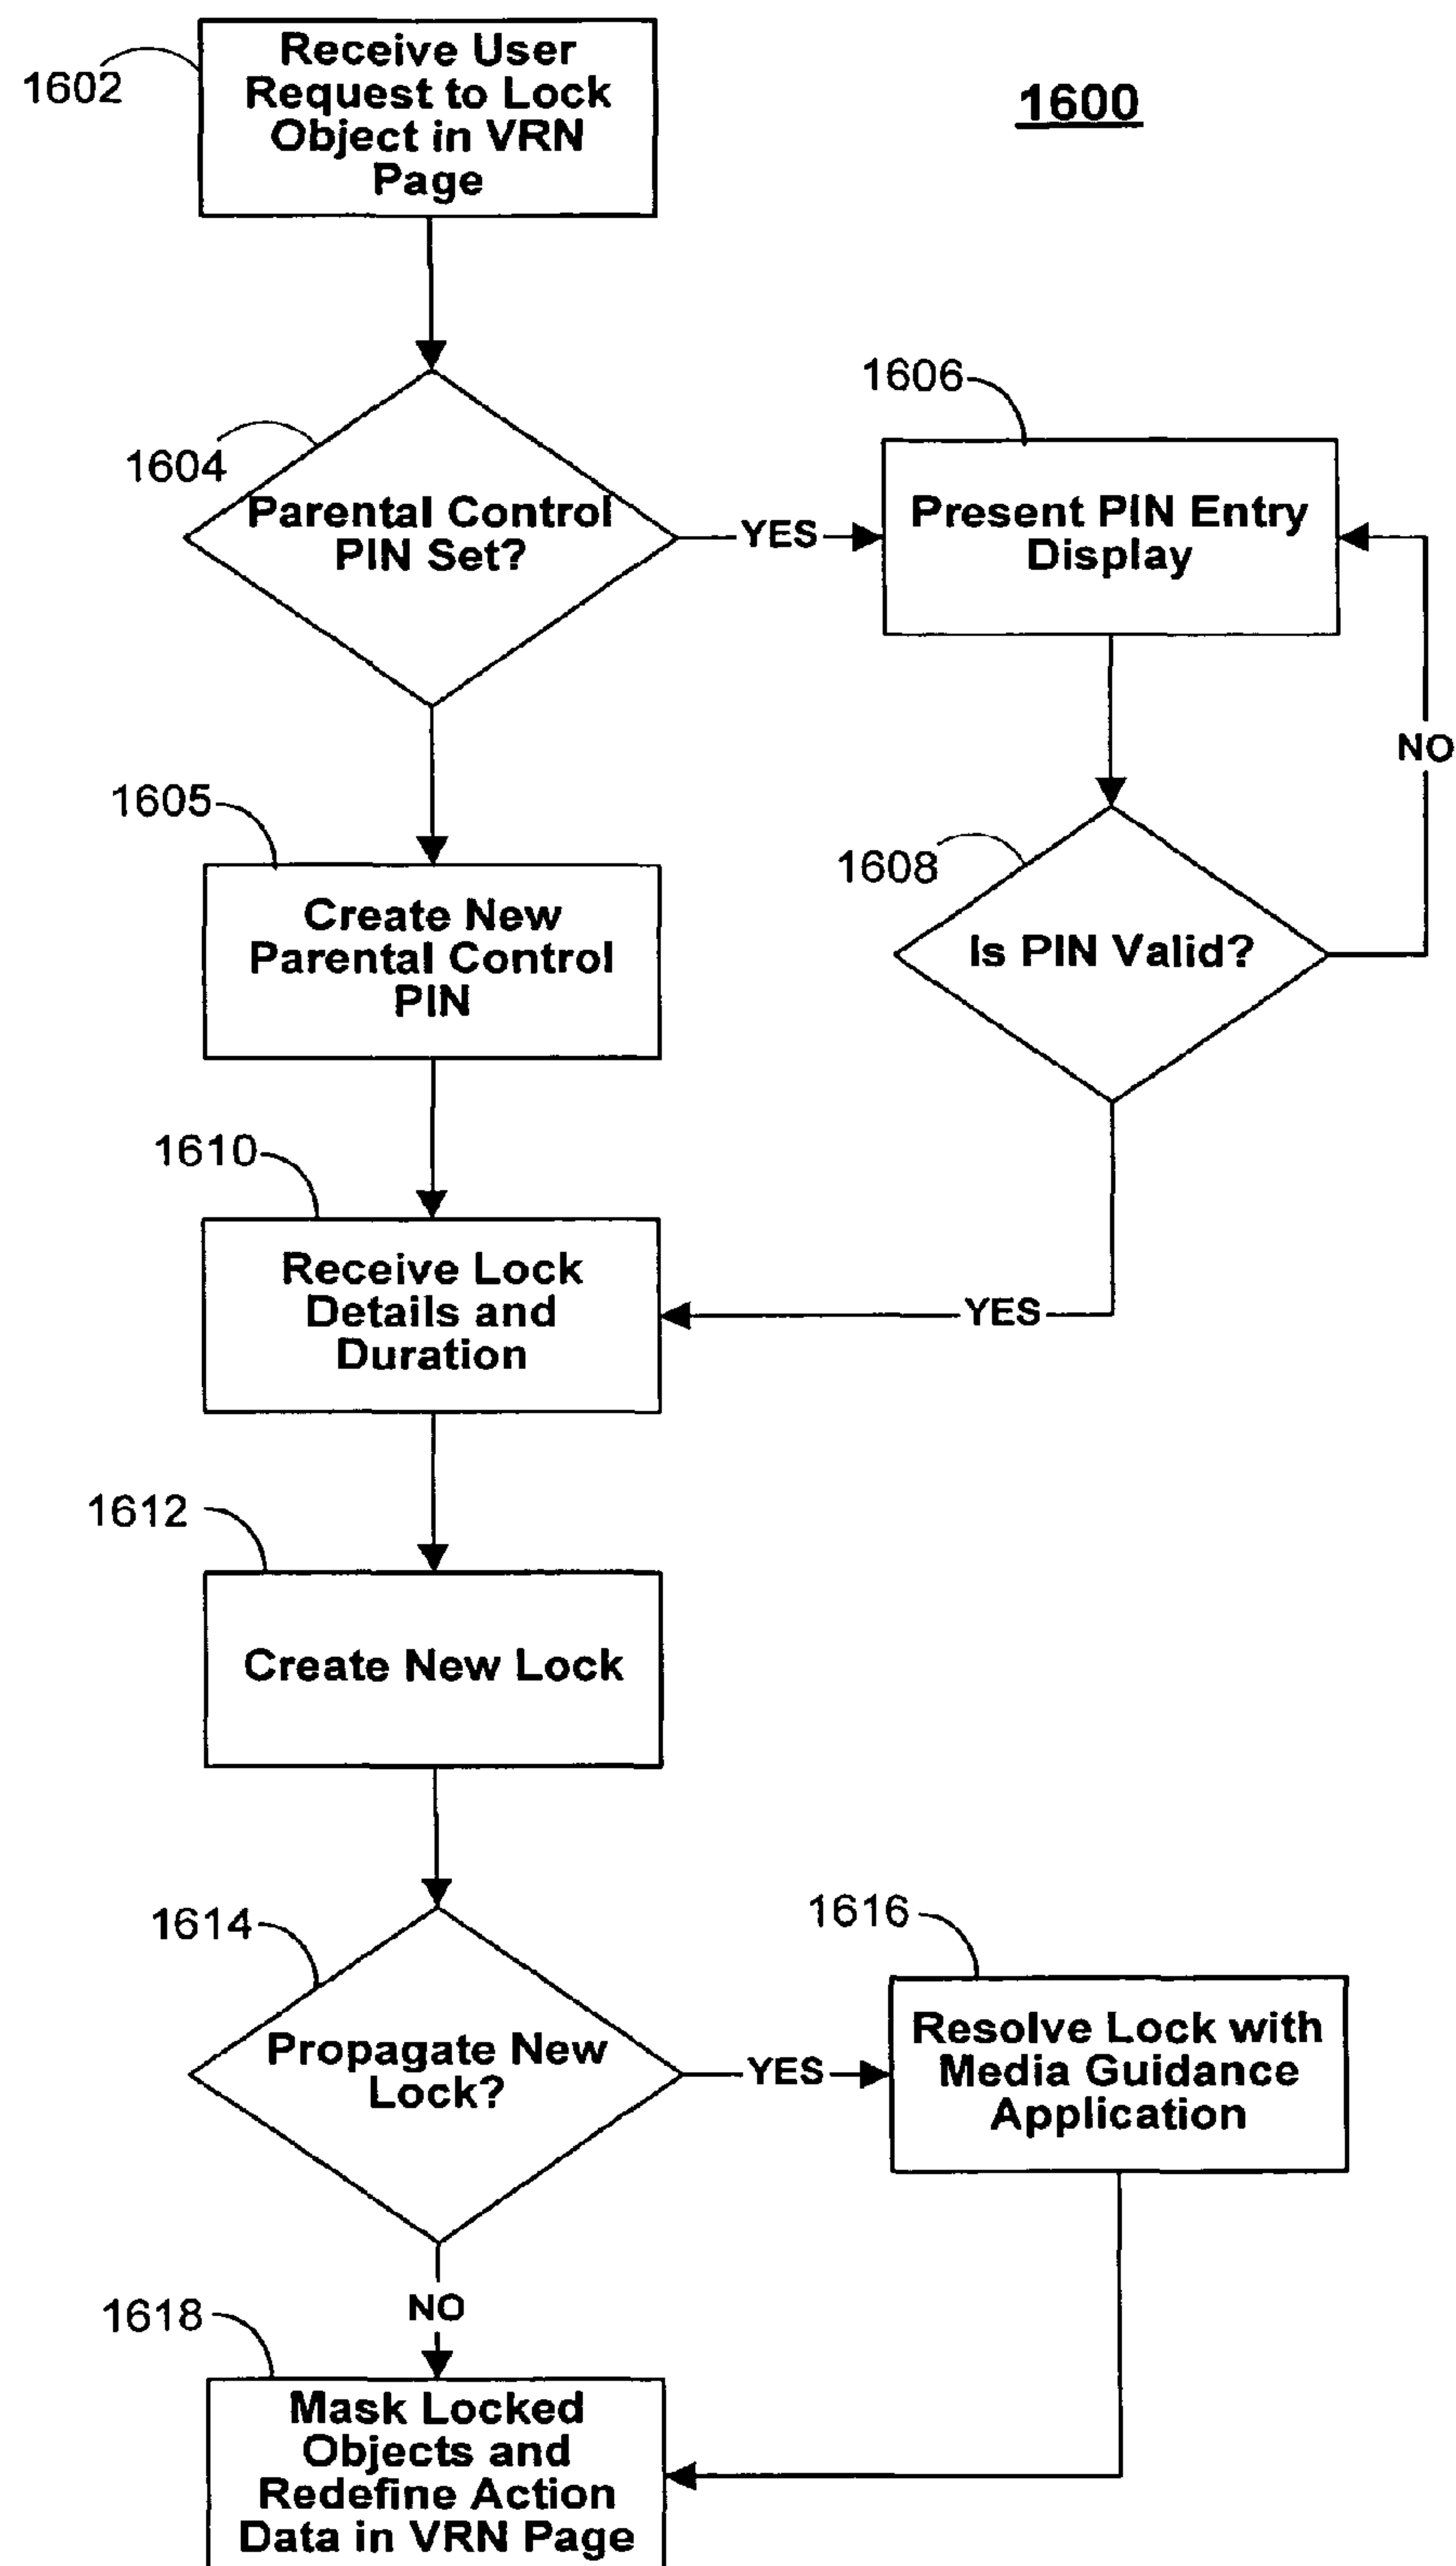 1600
1602
Receive User
Request to Lock
Object in VRN
Page
1604
Parental Control
PIN Set?
YES
1606
Present PIN Entry
Display
NO
1605
Create New
Parental Control
PIN
1608
Is PIN Valid?
YES
1610
Receive Lock
Details and
Duration
1612
Create New Lock
1614
Propagate New
Lock?
YES
1616
Resolve Lock with
Media Guidance
Application
NO
1618
Mask Locked
Objects and
Redefine Action
Data in VRN Page